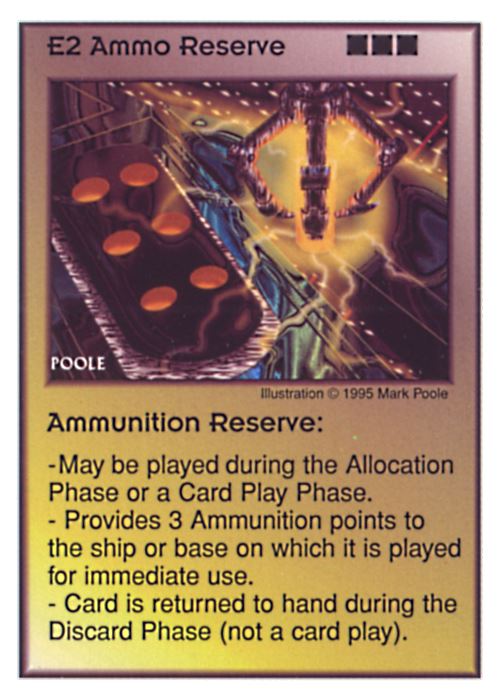 E2 Ammo Reserve
POOLE
Illustration © 1995 Mark Poole
Ammunition Reserve:
-May be played during the Allocation
Phase or a Card Play Phase.
- Provides 3 Ammunition points to
the ship or base on which it is played
for immediate use.
- Card is returned to hand during the
Discard Phase (not a card play).